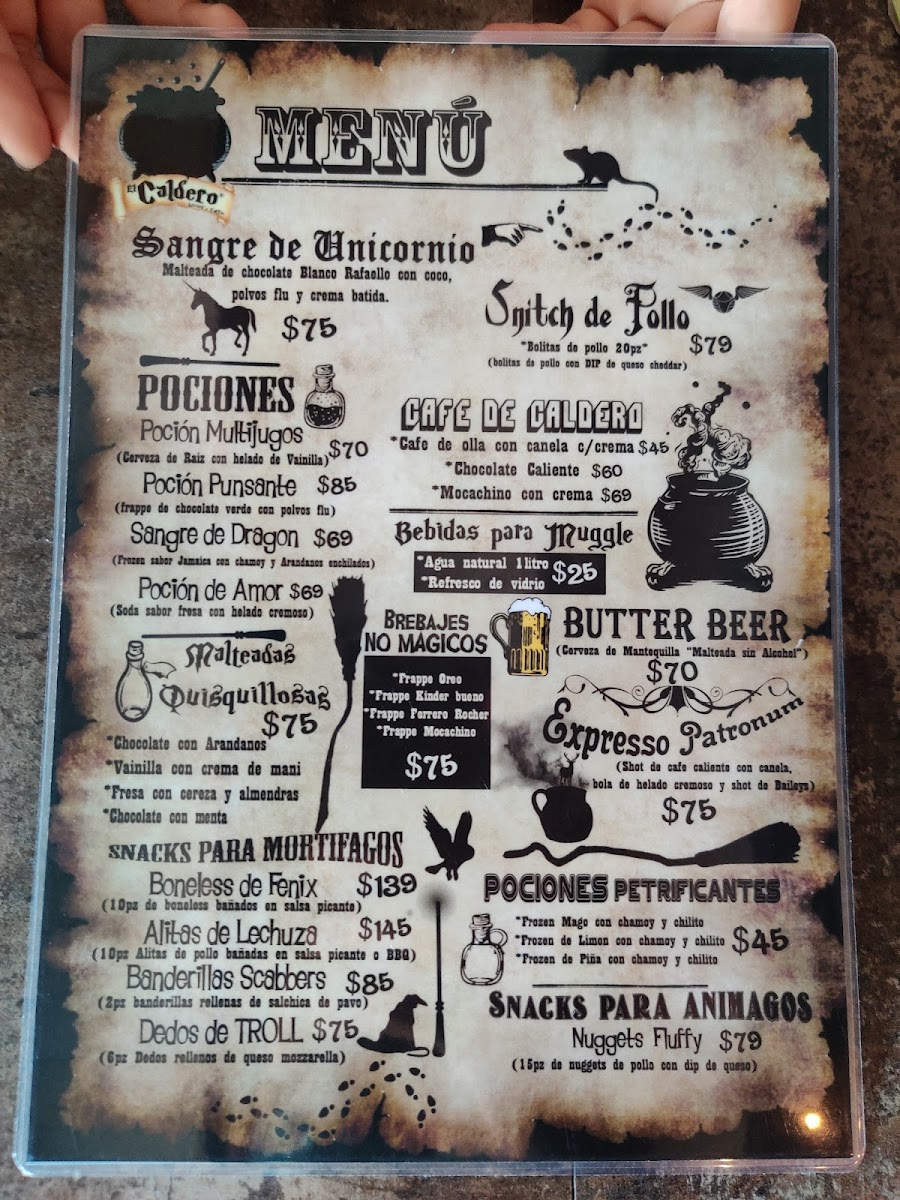 MENÚ
El Caldero
Sangre de Unicornio
Malteada de chocolate Blanco Rafaello con coco,
polvos flu y crema batida.
$75
Snitch de Pollo
*Bolitas de pollo 20pz* $79
(bolitas de pollo con DIP de queso cheddar)
POCIONES
Poción Multijugos
(Cerveza de Raiz con helado de Vainilla) $70
Poción Punsante $85
(frappe de chocolate verde con polvos flu)
Sangre de Dragon $69
(Frozen sabor Jamaica con chamoy y Arandanos enchilados)
Poción de Amor $69
(Soda sabor fresa con helado cremoso)
CAFE DE CALDERO
*Cafe de olla con canela c/crema $45
*Chocolate Caliente $60
*Mocachino con crema $69
Bebidas para Muggle
*Agua natural 1litro
*Refresco de vidrio
$25
Malteadas
Quisquillosas
$75
*Chocolate con Arandanos
*Vainilla con crema de mani
*Fresa con cereza y almendras
*Chocolate con menta
BREBAJES
NO MAGICOS
*Frappe Oreo
*Frappe Kinder bueno
*Frappe Ferrero Rocher
*Frappe Mocachino
$75
BUTTER BEER
(Cerveza de Mantequilla "Malteada sin Alcohol")
$70
Expresso Patronum
(Shot de cafe caliente con canela,
bola de helado cremoso y shot de Baileys)
$75
SNACKS PARA MORTIFAGOS
Boneless de Fenix $139
(10pz de boneless bañados en salsa picante)
Alitas de Lechuza $145
(10pz Alitas de pollo bañadas en salsa picante o BBQ)
Banderillas Scabbers $85
(2pz banderillas rellenas de salchica de pavo)
Dedos de TROLL $75
(6pz Dedos rellenos de queso mozzarella)
POCIONES PETRIFICANTES
*Frozen Mago con chamoy y chilito
*Frozen de Limon con chamoy y chilito
*Frozen de Piña con chamoy y chilito
$45
SNACKS PARA ANIMAGOS
Nuggets Fluffy $79
(15pz de nuggets de pollo con dip de queso)